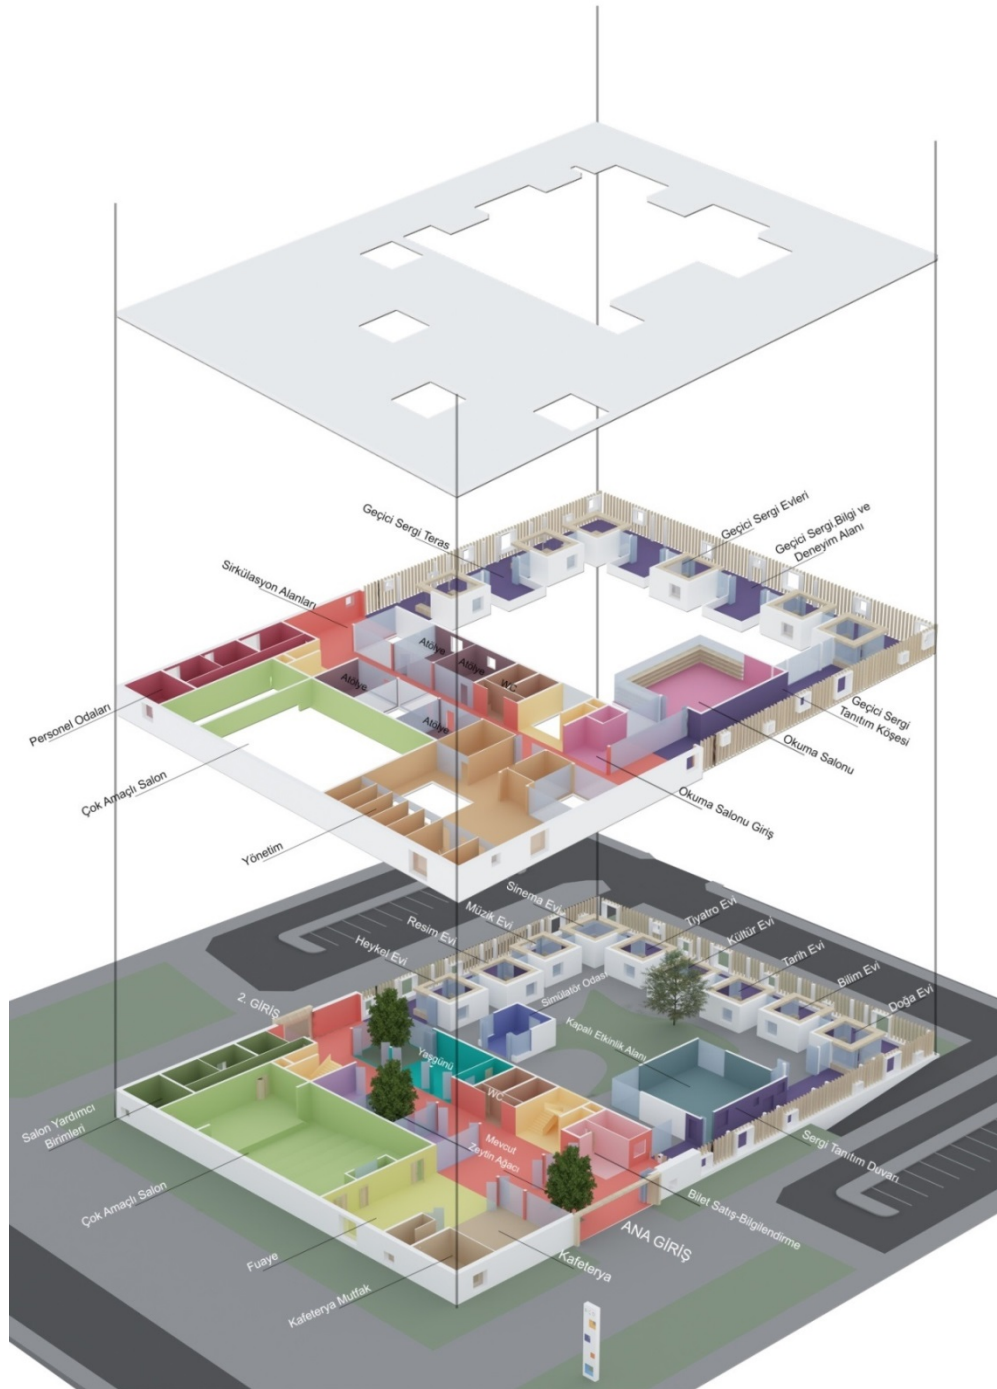 Geçici Sergi Teras
Geçici Sergi Evleri
Geçici Sergi,Bilgi ve
Deneyim Alanı
Sirkülasyon Alanları
Atölye
Atölye
WC
Atölye
Atölye
Personel Odaları
Geçici Sergi
Tanıtım Köşesi
Okuma Salonu
Çok Amaçlı Salon
Okuma Salonu Giriş
Yönetim
Sinema Evi
Müzik Evi
Resim Evi
Heykel Evi
Tiyatro Evi
Kültür Evi
Tarih Evi
Bilim Evi
Doğa Evi
2. GİRİŞ
Simülatör Odası
Kapalı Etkinlik Alanı
Yaşgünü
WC
Salon Yardımcı
Birimleri
Mevcut
Zeytin Ağacı
Sergi Tanıtım Duvarı
Çok Amaçlı Salon
Bilet Satış-Bilgilendirme
ANA GİRİŞ
Fuaye
Kafeterya
Kafeterya Mutfak